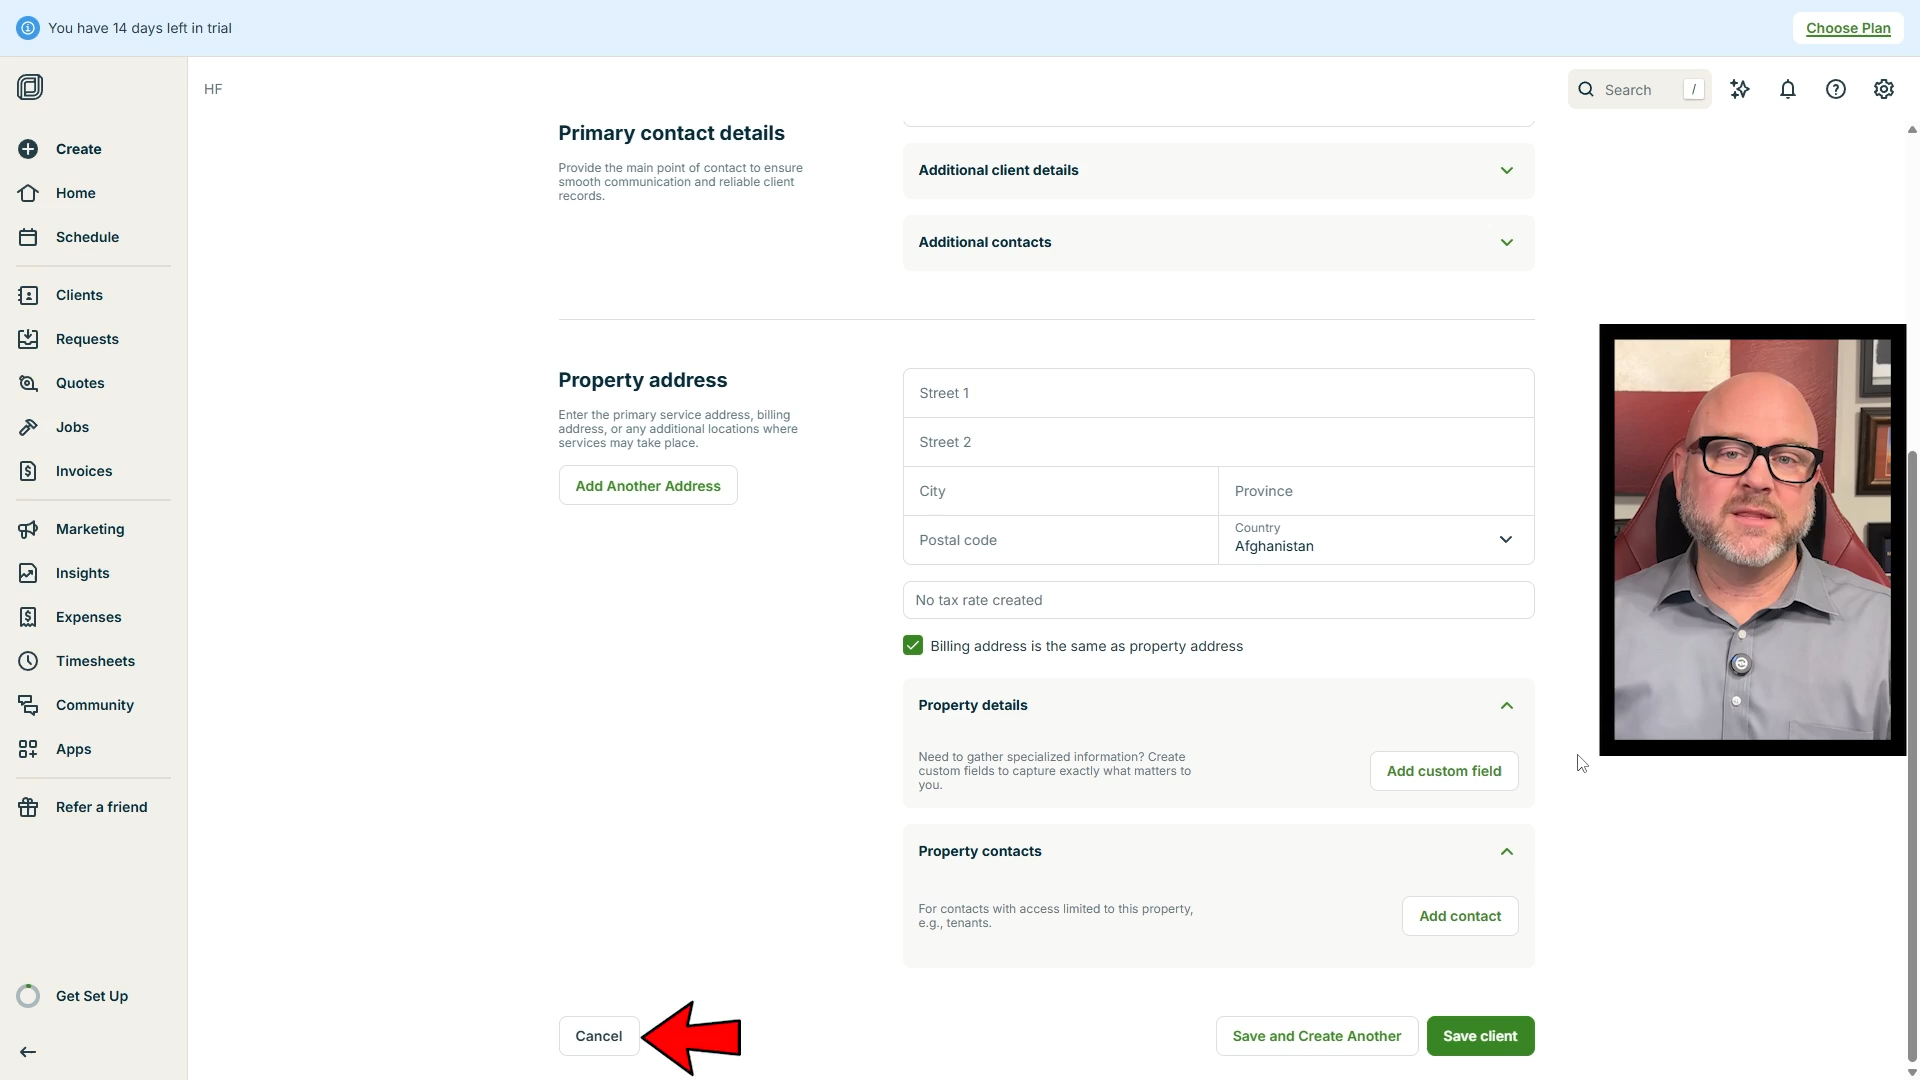 You have 14 days left in trial
Choose Plan
HF
Search /
Create
Home
Schedule
Clients
Requests
Quotes
Jobs
Invoices
Marketing
Insights
Expenses
Timesheets
Community
Apps
Refer a friend
Get Set Up
Primary contact details
Provide the main point of contact to ensure
smooth communication and reliable client
records.
Additional client details
Additional contacts
Property address
Enter the primary service address, billing
address, or any additional locations where
services may take place.
Add Another Address
Street 1
Street 2
City
Province
Postal code
Country
Afghanistan
No tax rate created
Billing address is the same as property address
Property details
Need to gather specialized information? Create
custom fields to capture exactly what matters to
you.
Add custom field
Property contacts
For contacts with access limited to this property,
e.g., tenants.
Add contact
Cancel
Save and Create Another
Save client